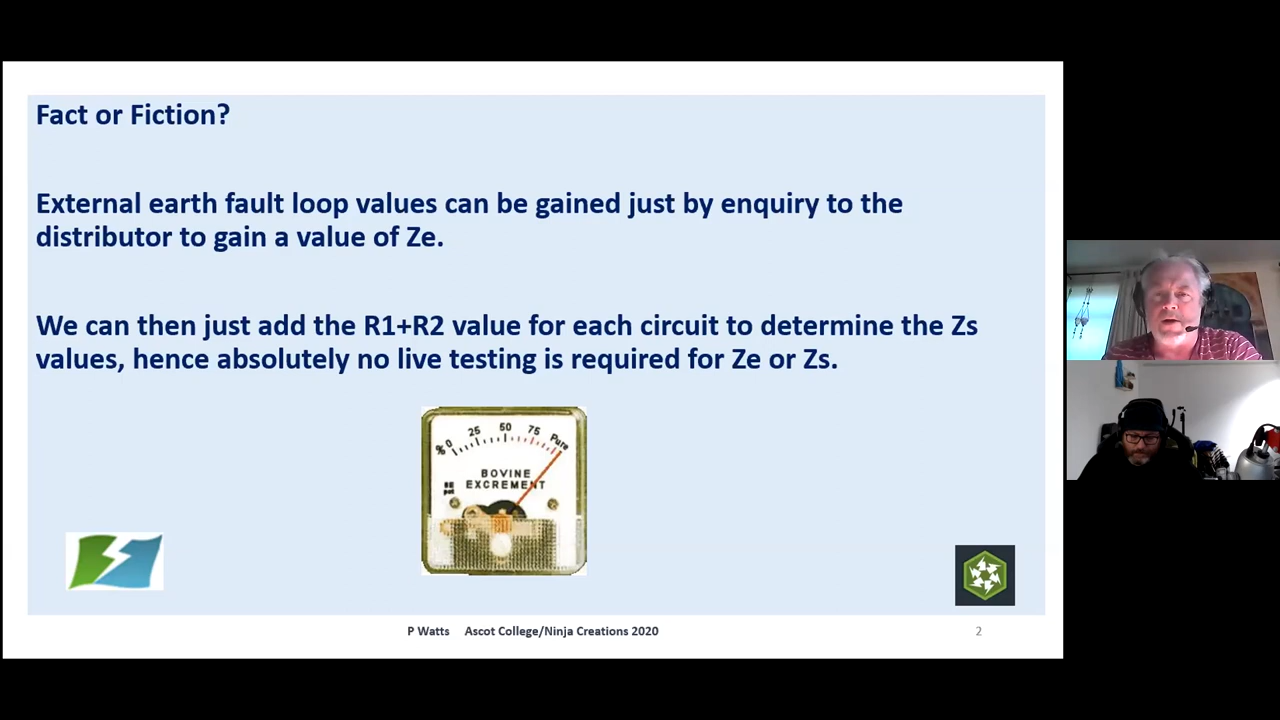 Fact or Fiction?
External earth fault loop values can be gained just by enquiry to the
distributor to gain a value of Ze.
We can then just add the R1+R2 value for each circuit to determine the Zs
values, hence absolutely no live testing is required for Ze or Zs.
% 0 25 50 75 Pure
BOVINE
EXCREMENT
P Watts Ascot College/Ninja Creations 2020
2